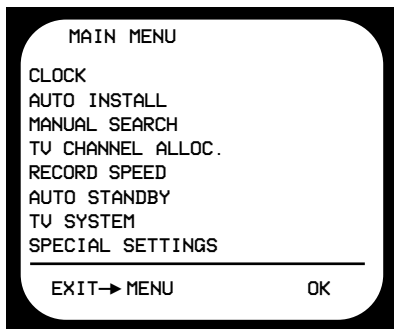 MAIN MENU
CLOCK
AUTO INSTALL
MANUAL SEARCH
TV CHANNEL ALLOC.
RECORD SPEED
AUTO STANDBY
TV SYSTEM
SPECIAL SETTINGS
EXIT→MENU OK